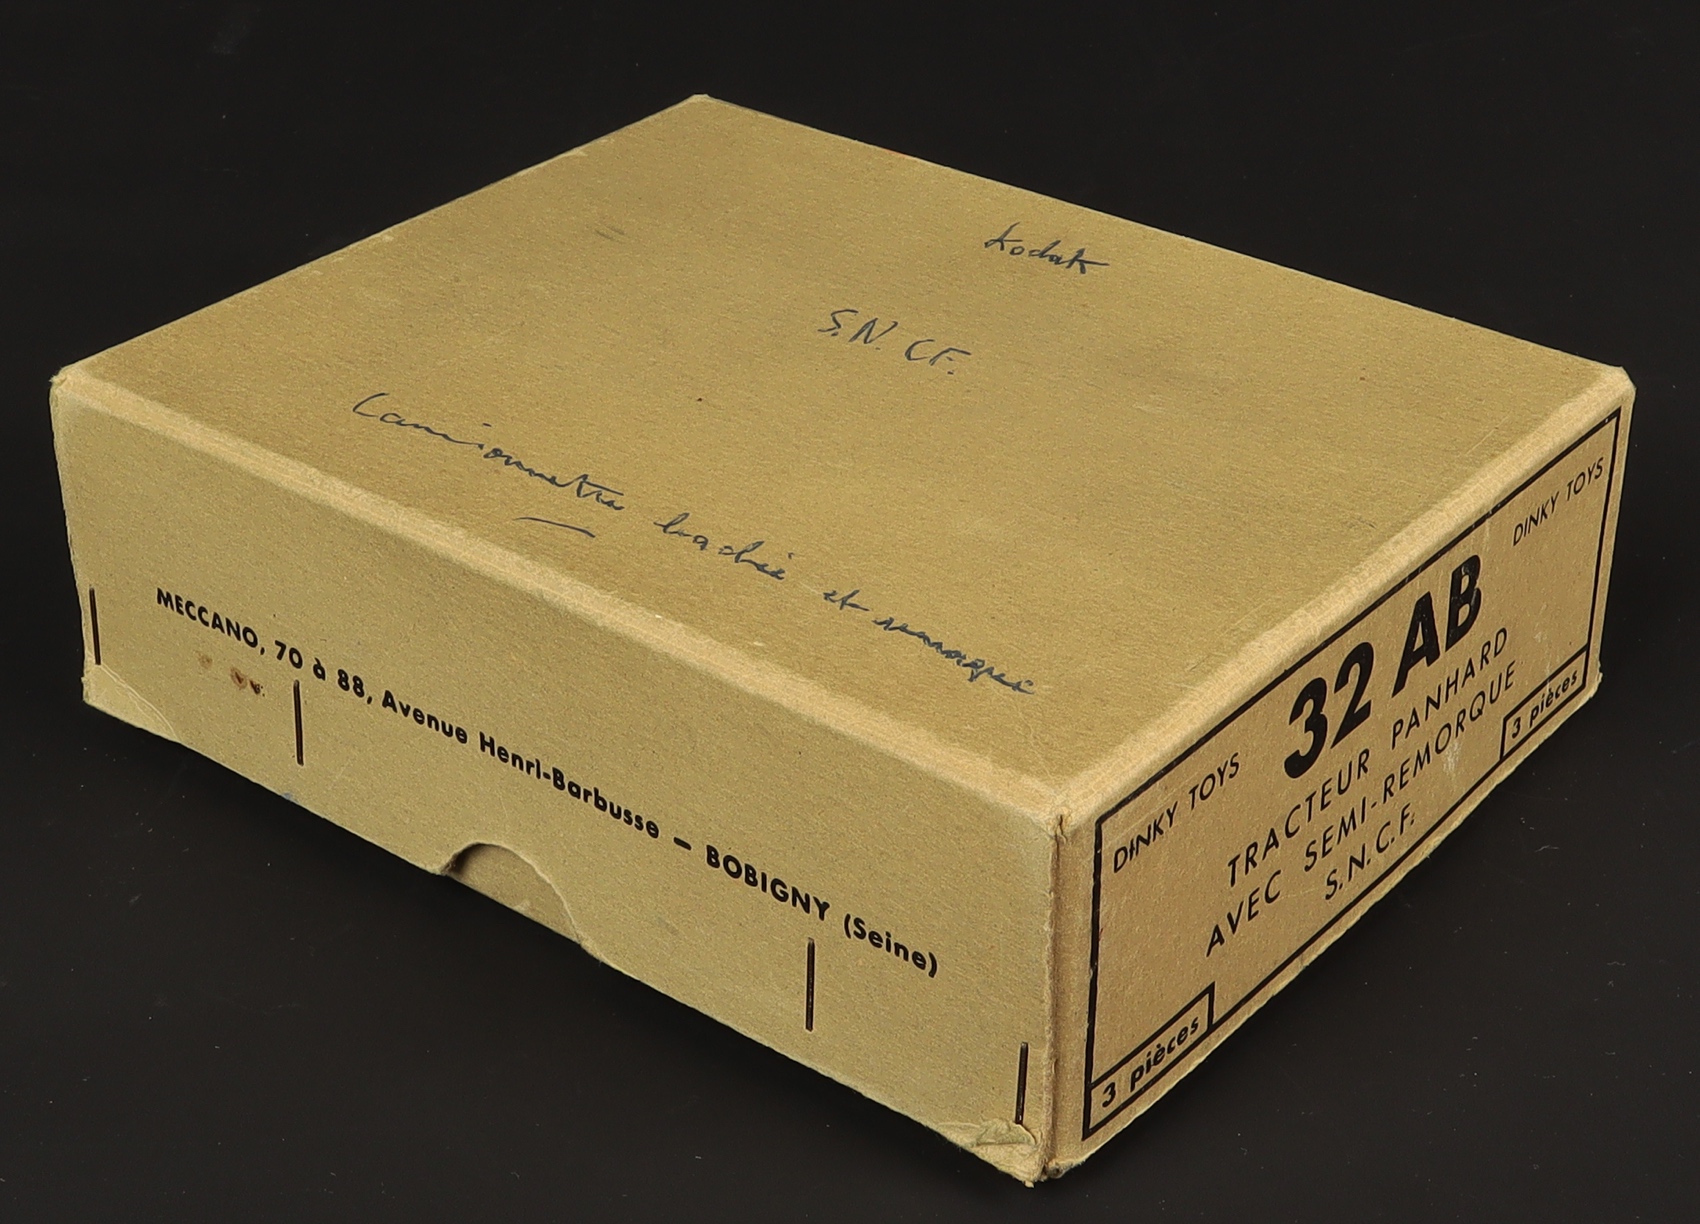 Kodak
S.N.C.F.
Camionnette bachée et remorque
MECCANO, 70 à 88, Avenue Henri-Barbusse — BOBIGNY (Seine)
DINKY TOYS
32 AB
DINKY TOYS
TRACTEUR PANHARD
AVEC SEMI-REMORQUE
S.N.C.F.
3 pièces
3 pièces